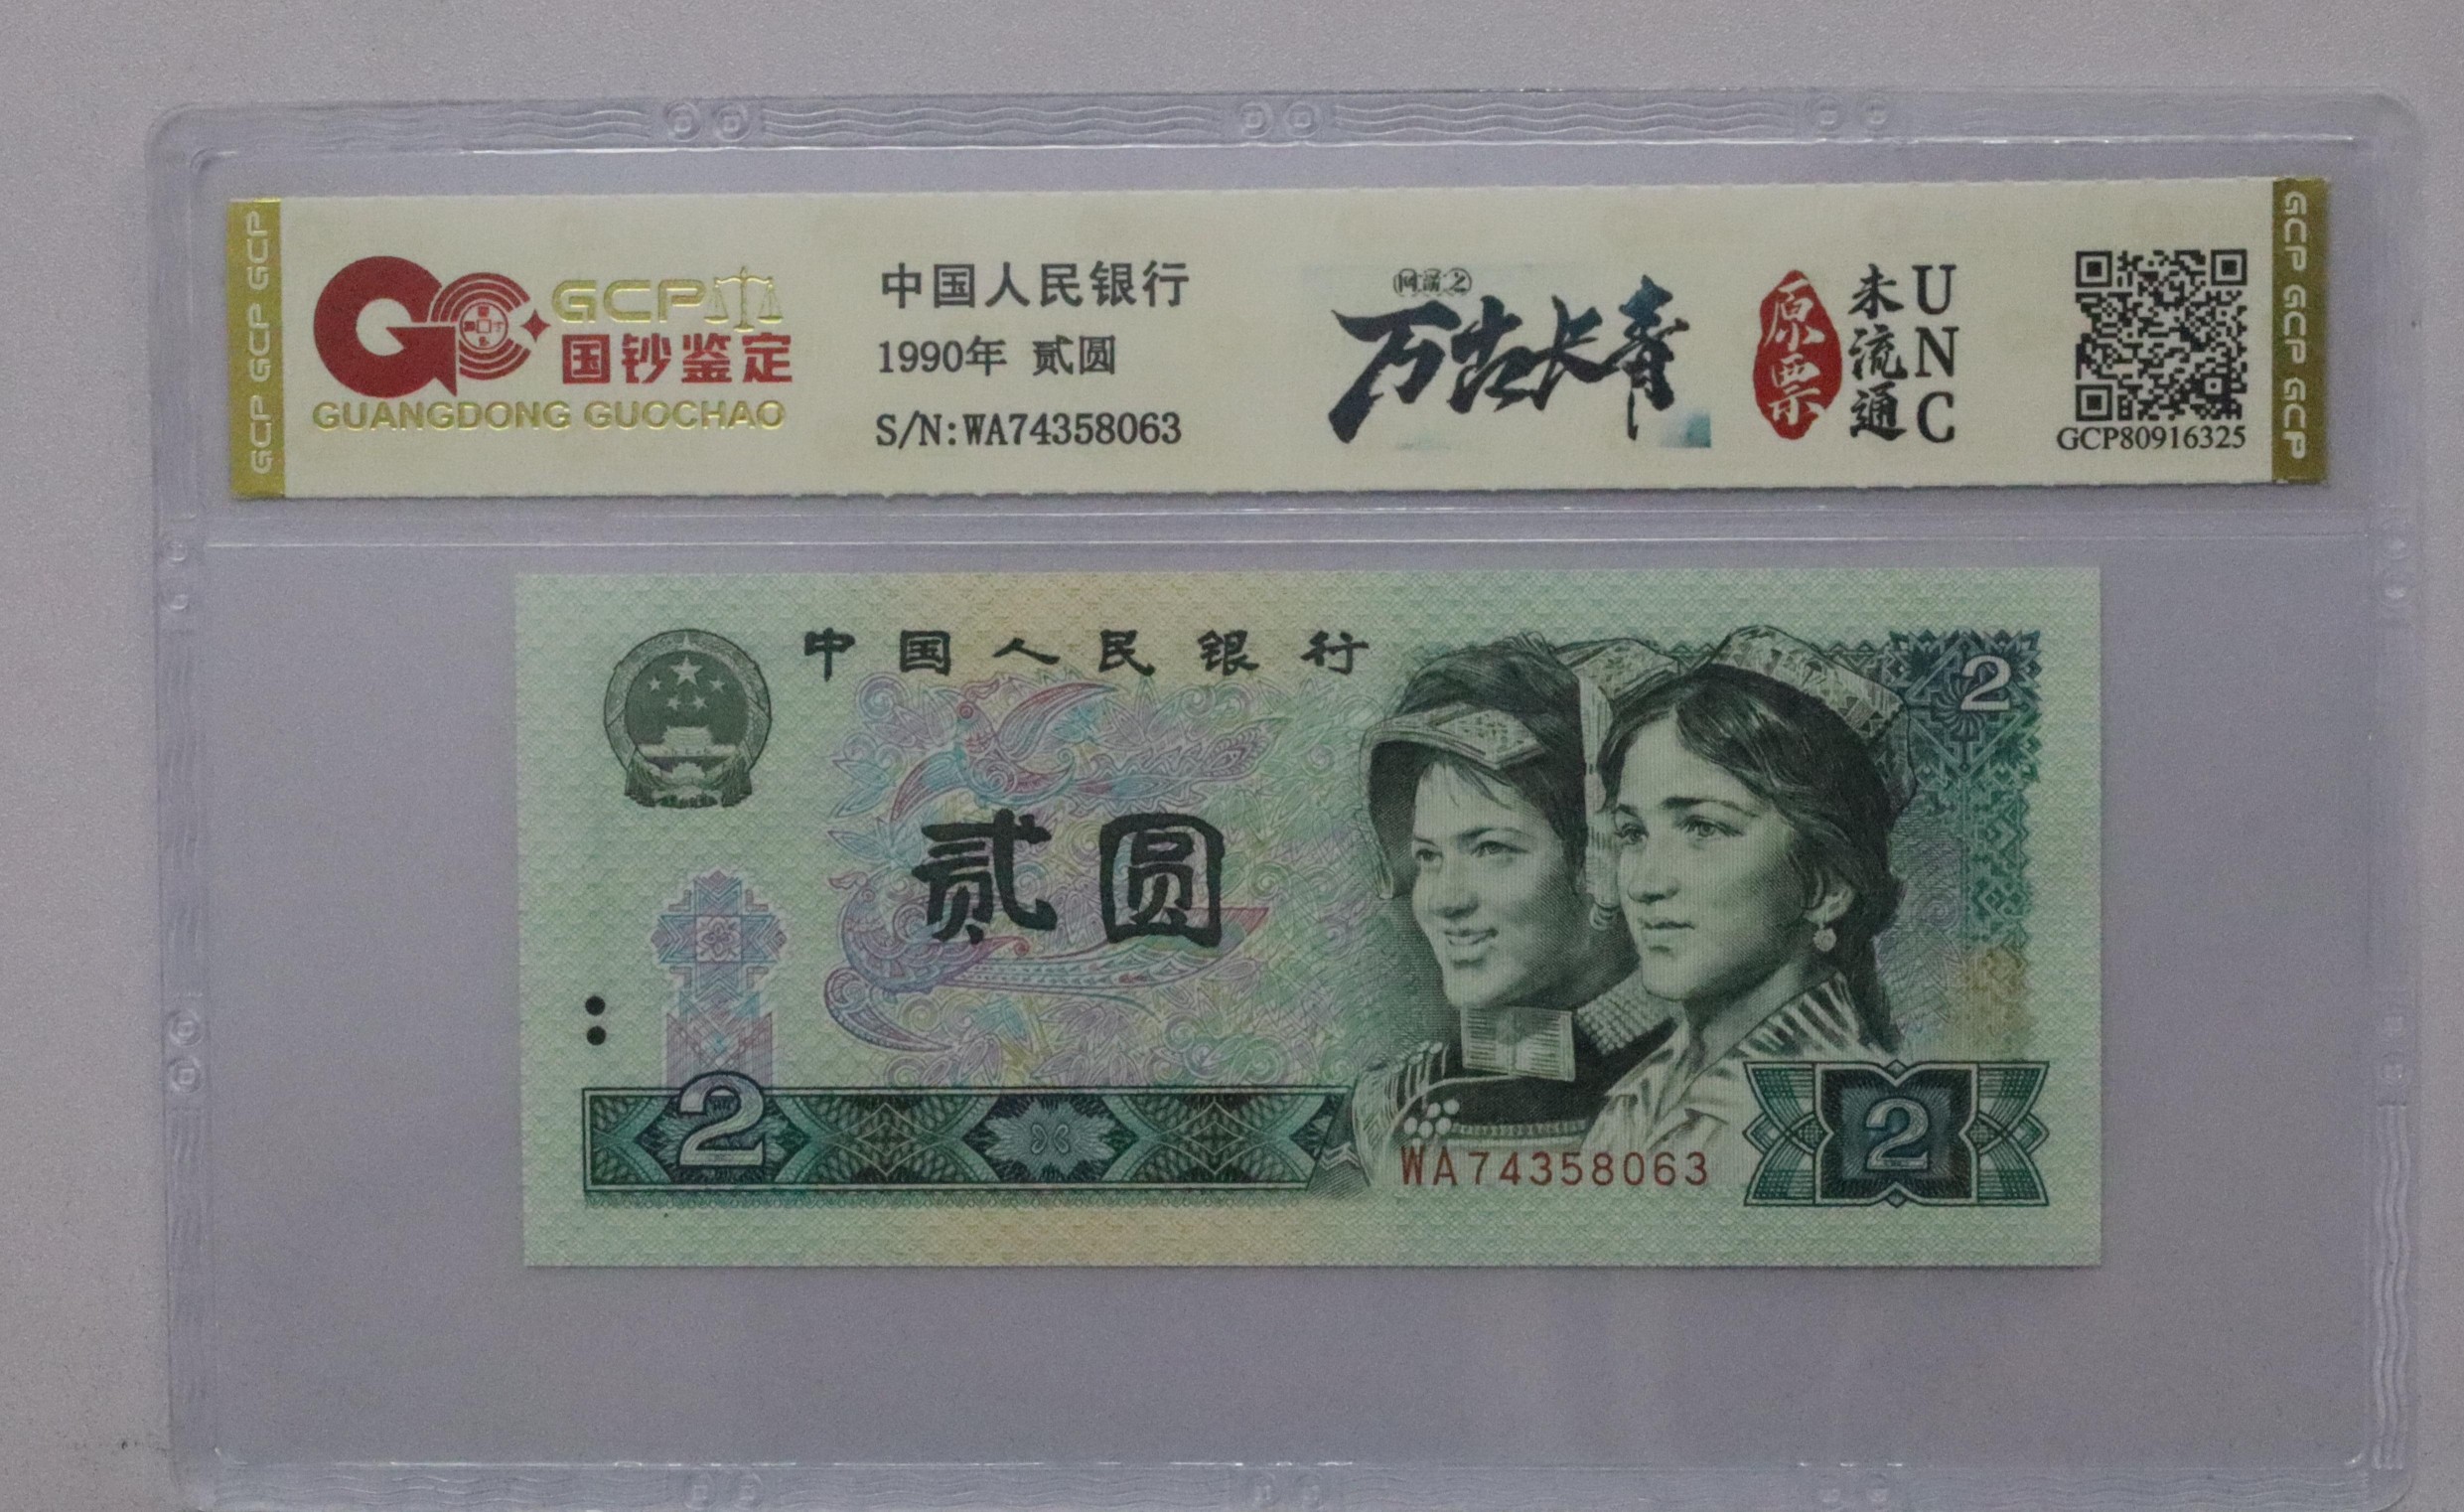 GCP GCP GCP
GCP
国钞鉴定
GUANGDONG GUOCHAO
中国人民银行
1990年 贰圆
S/N:WA74358063
万古长青
原票
未流通
UNC
GCP80916325
GCP GCP GCP
中国人民银行
2
贰圆
2
WA74358063
2